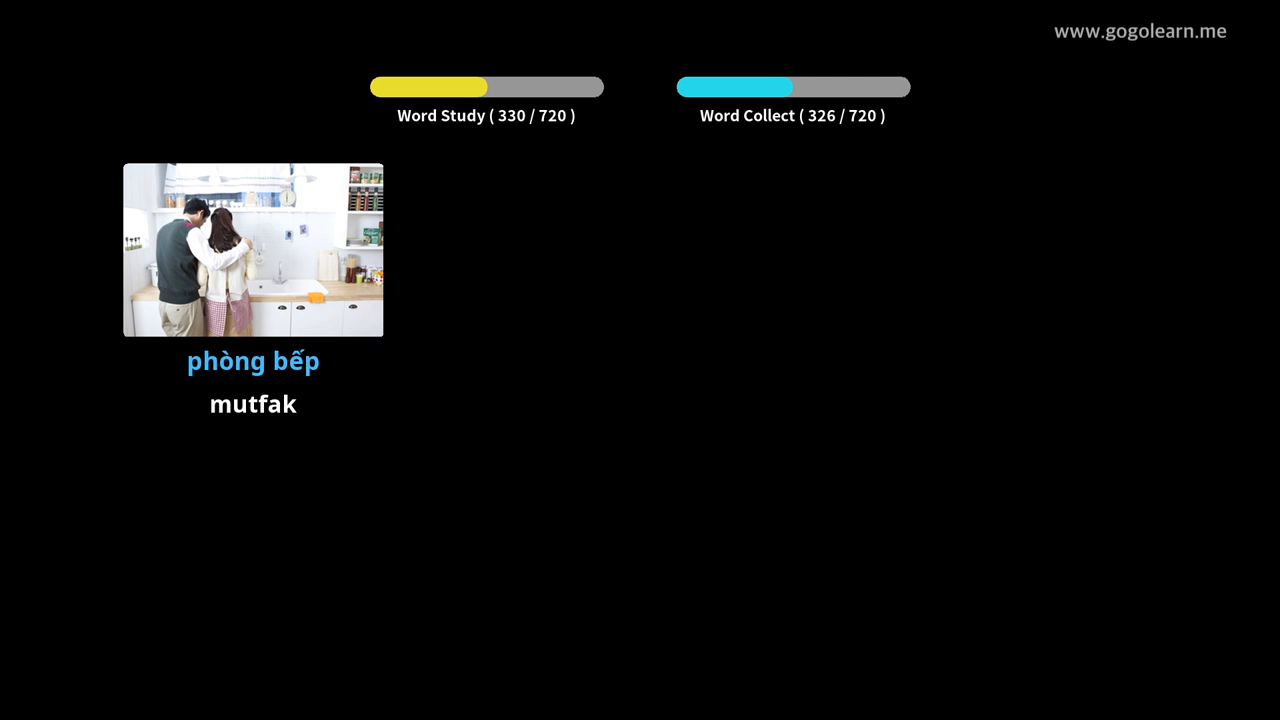 www.gogolearn.me
Word Study ( 330 / 720 )
Word Collect ( 326 / 720 )
phòng bếp
mutfak